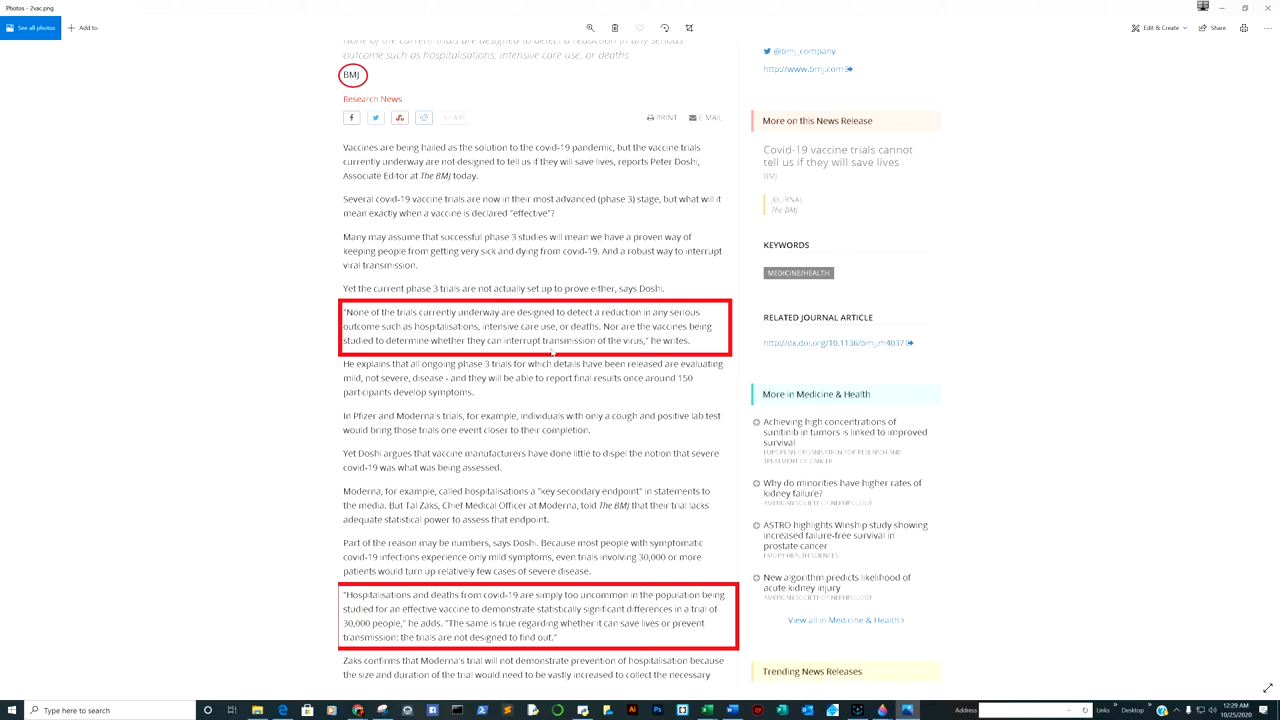 Photos - 2vac.png
See all photos
Add to
Edit & Create
Share
None of the current trials are designed to detect a reduction in any serious
outcome such as hospitalisations, intensive care use, or deaths
BMJ
Research News
SHARE
PRINT
E-MAIL
Vaccines are being hailed as the solution to the covid-19 pandemic, but the vaccine trials
currently underway are not designed to tell us if they will save lives, reports Peter Doshi,
Associate Editor at The BMJ today.
Several covid-19 vaccine trials are now in their most advanced (phase 3) stage, but what will it
mean exactly when a vaccine is declared "effective"?
Many may assume that successful phase 3 studies will mean we have a proven way of
keeping people from getting very sick and dying from covid-19. And a robust way to interrupt
viral transmission.
Yet the current phase 3 trials are not actually set up to prove either, says Doshi.
"None of the trials currently underway are designed to detect a reduction in any serious
outcome such as hospitalisations, intensive care use, or deaths. Nor are the vaccines being
studied to determine whether they can interrupt transmission of the virus," he writes.
He explains that all ongoing phase 3 trials for which details have been released are evaluating
mild, not severe, disease - and they will be able to report final results once around 150
participants develop symptoms.
In Pfizer and Moderna's trials, for example, individuals with only a cough and positive lab test
would bring those trials one event closer to their completion.
Yet Doshi argues that vaccine manufacturers have done little to dispel the notion that severe
covid-19 was what was being assessed.
Moderna, for example, called hospitalisations a "key secondary endpoint" in statements to
the media. But Tal Zaks, Chief Medical Officer at Moderna, told The BMJ that their trial lacks
adequate statistical power to assess that endpoint.
Part of the reason may be numbers, says Doshi. Because most people with symptomatic
covid-19 infections experience only mild symptoms, even trials involving 30,000 or more
patients would turn up relatively few cases of severe disease.
"Hospitalisations and deaths from covid-19 are simply too uncommon in the population being
studied for an effective vaccine to demonstrate statistically significant differences in a trial of
30,000 people," he adds. "The same is true regarding whether it can save lives or prevent
transmission: the trials are not designed to find out."
Zaks confirms that Moderna's trial will not demonstrate prevention of hospitalisation because
the size and duration of the trial would need to be vastly increased to collect the necessary
@bmj_company
http://www.bmj.com
More on this News Release
Covid-19 vaccine trials cannot
tell us if they will save lives
BMJ
JOURNAL
The BMJ
KEYWORDS
MEDICINE/HEALTH
RELATED JOURNAL ARTICLE
http://dx.doi.org/10.1136/bmj.m4037
More in Medicine & Health
Achieving high concentrations of
sunitinib in tumors is linked to improved
survival
EUROPEAN ORGANISATION FOR RESEARCH AND
TREATMENT OF CANCER
Why do minorities have higher rates of
kidney failure?
AMERICAN SOCIETY OF NEPHROLOGY
ASTRO highlights Winship study showing
increased failure-free survival in
prostate cancer
EMORY HEALTH SCIENCES
New algorithm predicts likelihood of
acute kidney injury
AMERICAN SOCIETY OF NEPHROLOGY
View all in Medicine & Health
Trending News Releases
Type here to search
Address
Links
Desktop
12:29 AM
10/25/2020